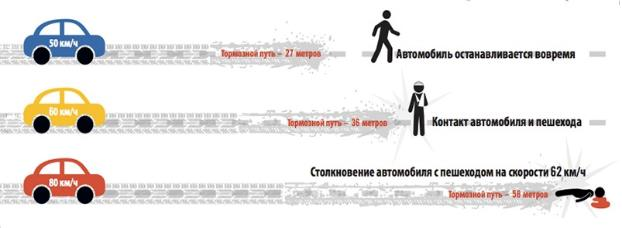 50 км/ч
Тормозной путь – 27 метров
Автомобиль останавливается вовремя
60 км/ч
Тормозной путь – 36 метров
Контакт автомобиля и пешехода
Столкновение автомобиля с пешеходом на скорости 62 км/ч
80 км/ч
Тормозной путь – 58 метров